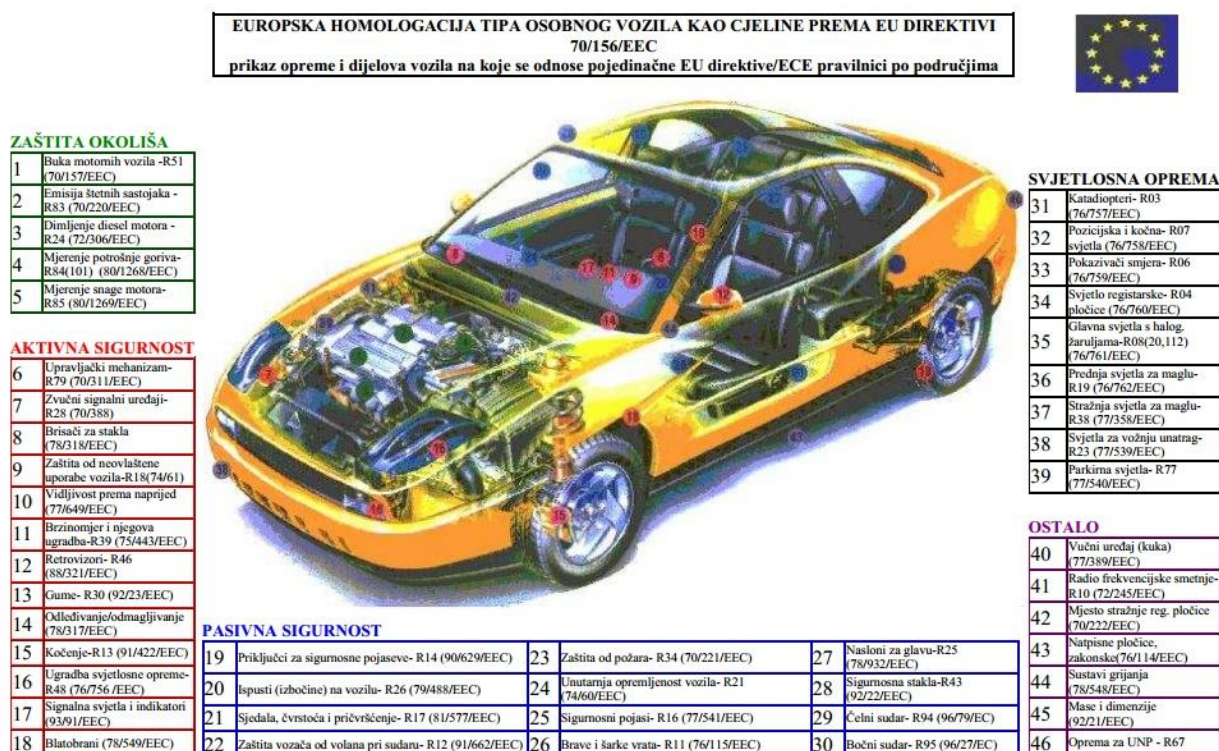 EUROPSKA HOMOLOGACIJA TIPA OSOBNOG VOZILA KAO CJELINE PREMA EU DIREKTIVI
70/156/EEC
prikaz opreme i dijelova vozila na koje se odnose pojedinačne EU direktive/ECE pravilnici po područjima
ZAŠTITA OKOLIŠA
1 Buka motornih vozila -R51
(70/157/EEC)
2 Emisija štetnih sastojaka -
R83 (70/220/EEC)
3 Dimljenje diesel motora -
R24 (72/306/EEC)
4 Mjerenje potrošnje goriva-
R84(101) (80/1268/EEC)
5 Mjerenje snage motora-
R85 (80/1269/EEC)
AKTIVNA SIGURNOST
6 Upravljački mehanizam-
R79 (70/311/EEC)
7 Zvučni signalni uređaji-
R28 (70/388)
8 Brisači za stakla
(78/318/EEC)
9 Zaštita od neovlaštene
uporabe vozila-R18(74/61)
10 Vidljivost prema naprijed
(77/649/EEC)
11 Brzinomjer i njegova
ugradba-R39 (75/443/EEC)
12 Retrovizori- R46
(88/321/EEC)
13 Gume- R30 (92/23/EEC)
14 Odleđivanje/odmagljivanje
(78/317/EEC)
15 Kočenje-R13 (91/422/EEC)
16 Ugradba svjetlosne opreme-
R48 (76/756 /EEC)
17 Signalna svjetla i indikatori
(93/91/EEC)
18 Blatobrani (78/549/EEC)
PASIVNA SIGURNOST
19 Priključci za sigurnosne pojaseve- R14 (90/629/EEC)
20 Ispusti (izbočine) na vozilu- R26 (79/488/EEC)
21 Sjedala, čvrstoća i pričvršćenje- R17 (81/577/EEC)
22 Zaštita vozača od volana pri sudaru- R12 (91/662/EEC)
23 Zaštita od požara- R34 (70/221/EEC)
24 Unutarnja opremljenost vozila- R21
(74/60/EEC)
25 Sigurnosni pojasi- R16 (77/541/EEC)
26 Brave i šarke vrata- R11 (76/115/EEC)
27 Nasloni za glavu-R25
(78/932/EEC)
28 Sigurnosna stakla-R43
(92/22/EEC)
29 Čelni sudar- R94 (96/79/EC)
30 Bočni sudar- R95 (96/27/EC)
SVJETLOSNA OPREMA
31 Katadiopteri- R03
(76/757/EEC)
32 Pozicijska i kočna- R07
svjetla (76/758/EEC)
33 Pokazivači smjera- R06
(76/759/EEC)
34 Svjetlo registarske- R04
pločice (76/760/EEC)
35 Glavna svjetla s halog.
žaruljama-R08(20,112)
(76/761/EEC)
36 Prednja svjetla za maglu-
R19 (76/762/EEC)
37 Stražnja svjetla za maglu-
R38 (77/358/EEC)
38 Svjetla za vožnju unatrag-
R23 (77/539/EEC)
39 Parkirna svjetla- R77
(77/540/EEC)
OSTALO
40 Vučni uređaj (kuka)
(77/389/EEC)
41 Radio frekvencijske smetnje-
R10 (72/245/EEC)
42 Mjesto stražnje reg. pločice
(70/222/EEC)
43 Natpisne pločice,
zakonske(76/114/EEC)
44 Sustavi grijanja
(78/548/EEC)
45 Mase i dimenzije
(92/21/EEC)
46 Oprema za UNP - R67